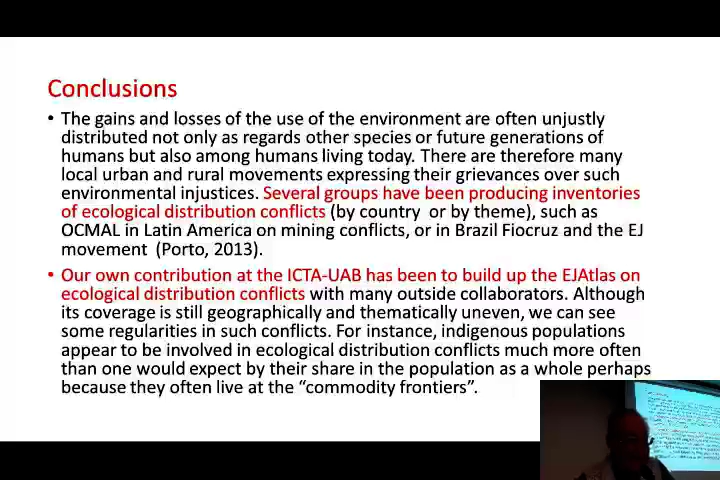 Conclusions
• The gains and losses of the use of the environment are often unjustly
distributed not only as regards other species or future generations of
humans but also among humans living today. There are therefore many
local urban and rural movements expressing their grievances over such
environmental injustices. Several groups have been producing inventories
of ecological distribution conflicts (by country or by theme), such as
OCMAL in Latin America on mining conflicts, or in Brazil Fiocruz and the EJ
movement (Porto, 2013).
• Our own contribution at the ICTA-UAB has been to build up the EJAtlas on
ecological distribution conflicts with many outside collaborators. Although
its coverage is still geographically and thematically uneven, we can see
some regularities in such conflicts. For instance, indigenous populations
appear to be involved in ecological distribution conflicts much more often
than one would expect by their share in the population as a whole perhaps
because they often live at the “commodity frontiers”.